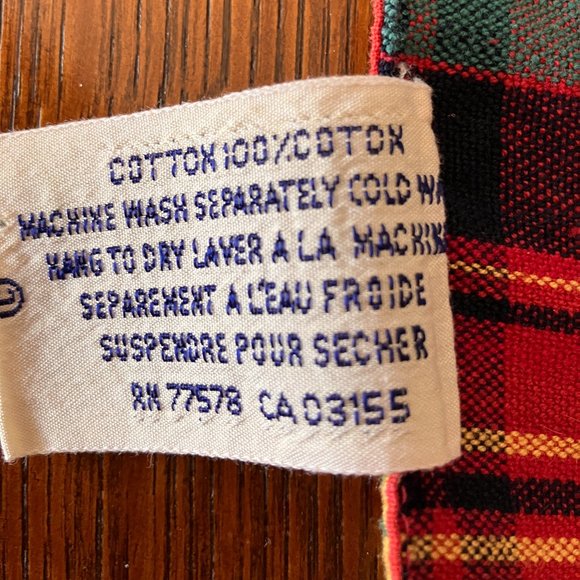 COTTON 100% COTON
MACHINE WASH SEPARATELY COLD WA
HANG TO DRY LAVER A LA MACHINE
SEPAREMENT A L'EAU FROIDE
SUSPENDRE POUR SECHER
RN 77578 CA 03155